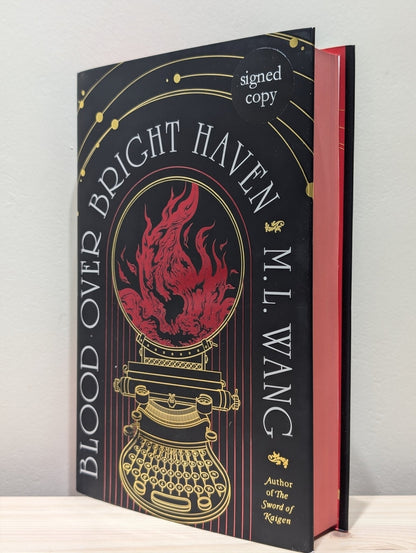 signed
copy
BLOOD · OVER BRIGHT HAVEN
M. L. WANG
Author
of The
Sword of
Kaigen